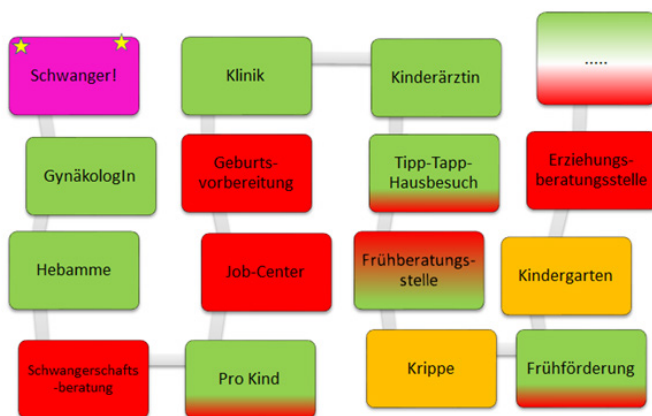 Schwanger!
GynäkologIn
Hebamme
Schwangerschafts
-beratung
Pro Kind
Job-Center
Geburts-
vorbereitung
Klinik
Kinderärztin
Tipp-Tapp-
Hausbesuch
Frühberatungs-
stelle
Krippe
Frühförderung
Kindergarten
Erziehungs-
beratungsstelle
.....